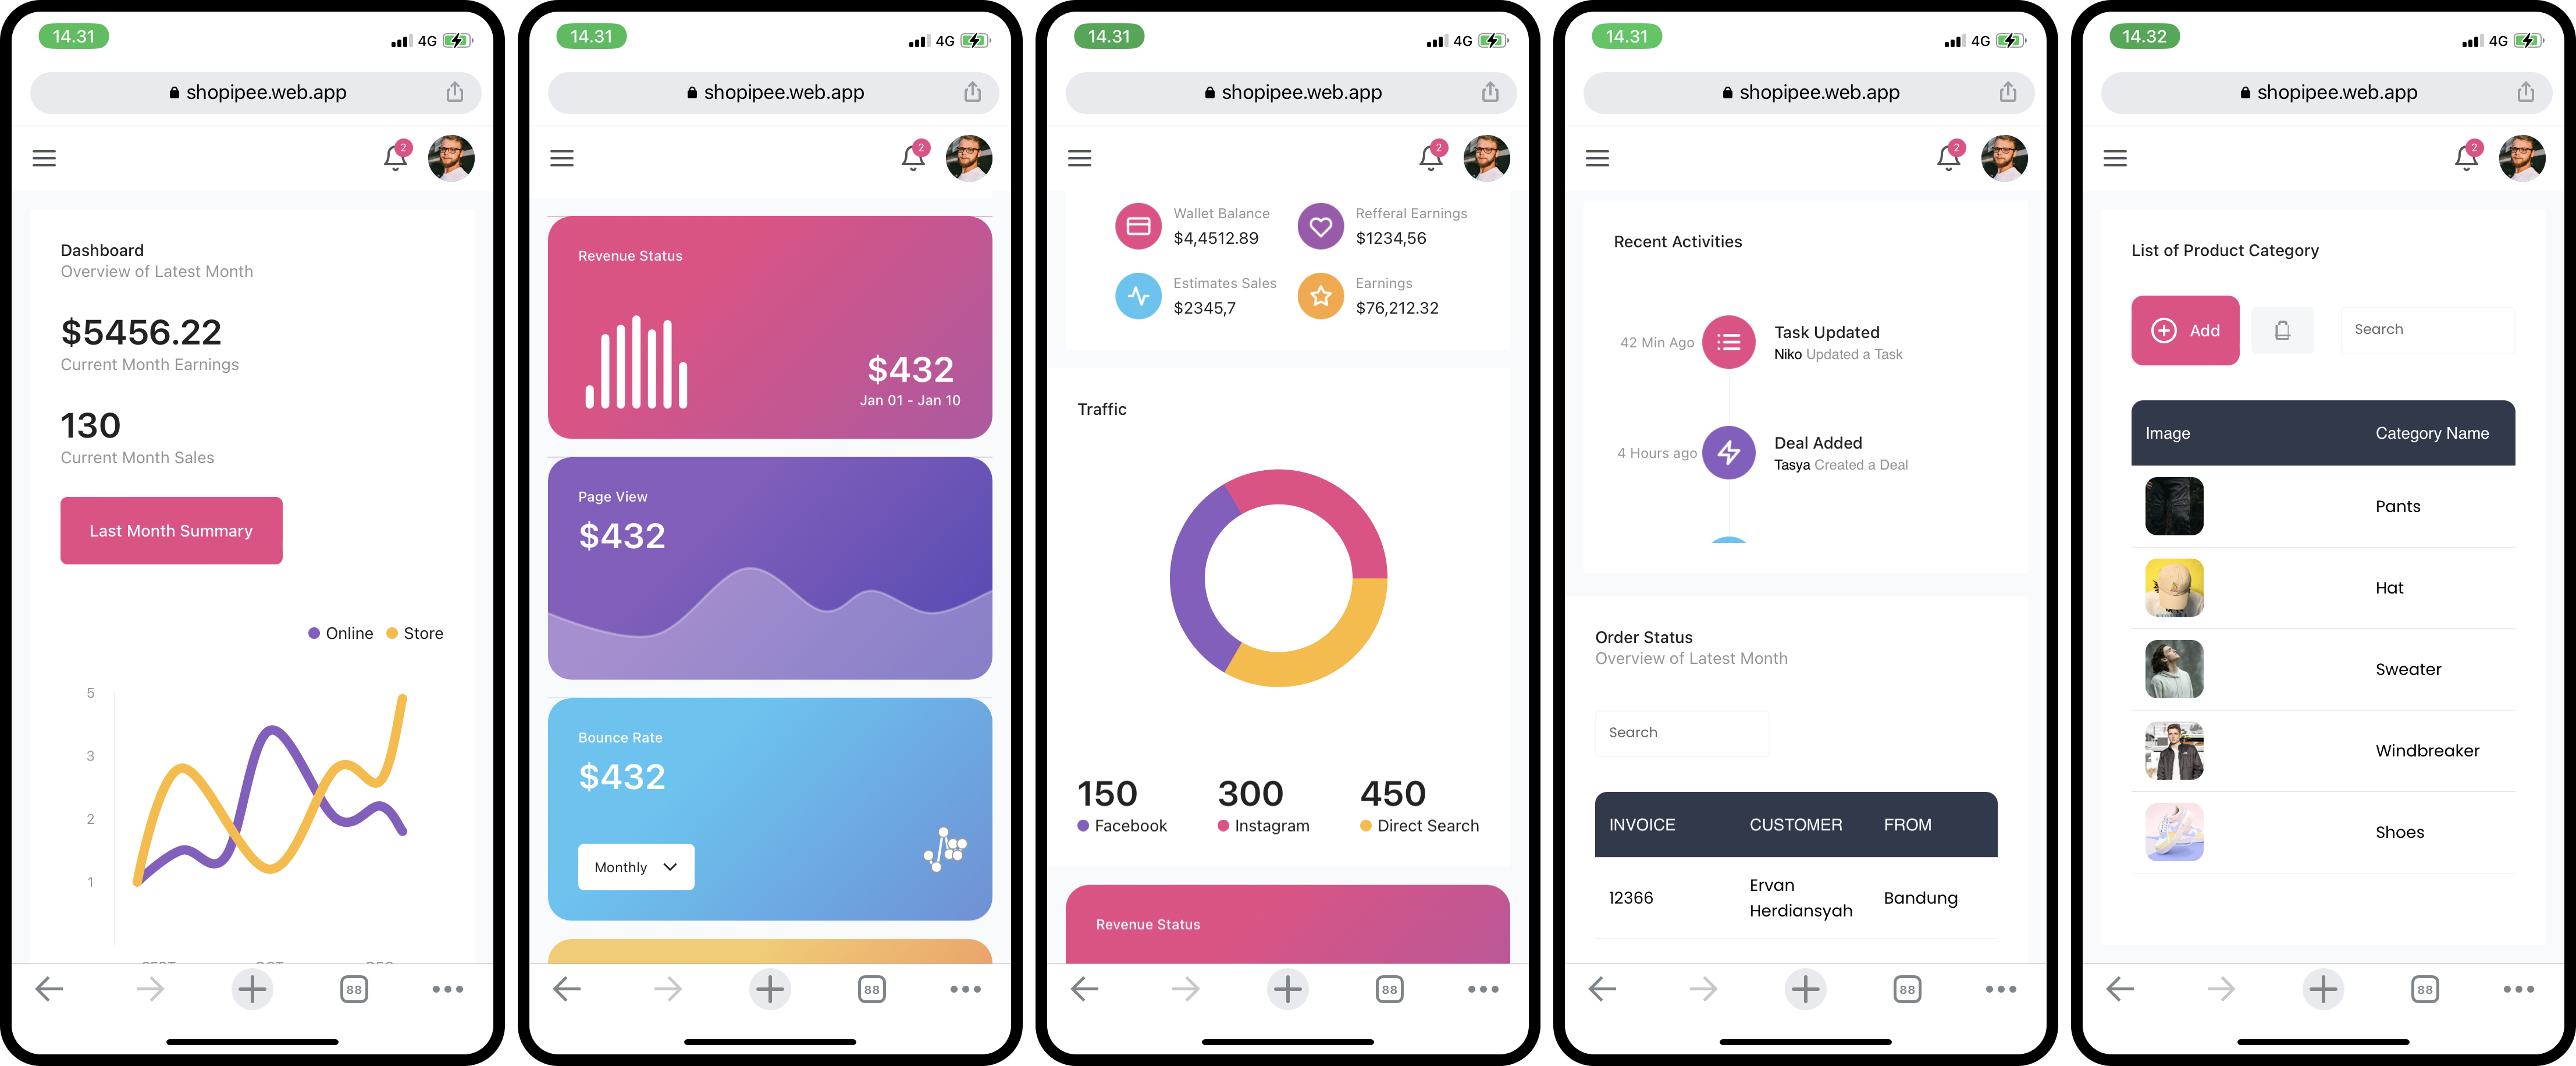 14.31
4G
shopipee.web.app
2
Dashboard
Overview of Latest Month
$5456.22
Current Month Earnings
130
Current Month Sales
Last Month Summary
Online Store
5
3
2
1
88
14.31
4G
shopipee.web.app
2
Revenue Status
$432
Jan 01 - Jan 10
Page View
$432
Bounce Rate
$432
Monthly
88
14.31
4G
shopipee.web.app
2
Wallet Balance
$4,4512.89
Refferal Earnings
$1234,56
Estimates Sales
$2345,7
Earnings
$76,212.32
Traffic
150
Facebook
300
Instagram
450
Direct Search
Revenue Status
88
14.31
4G
shopipee.web.app
2
Recent Activities
42 Min Ago
Task Updated
Niko Updated a Task
4 Hours ago
Deal Added
Tasya Created a Deal
Order Status
Overview of Latest Month
Search
INVOICE CUSTOMER FROM
12366
Ervan
Herdiansyah
Bandung
88
14.32
4G
shopipee.web.app
2
List of Product Category
Add
Search
Image Category Name
Pants
Hat
Sweater
Windbreaker
Shoes
88